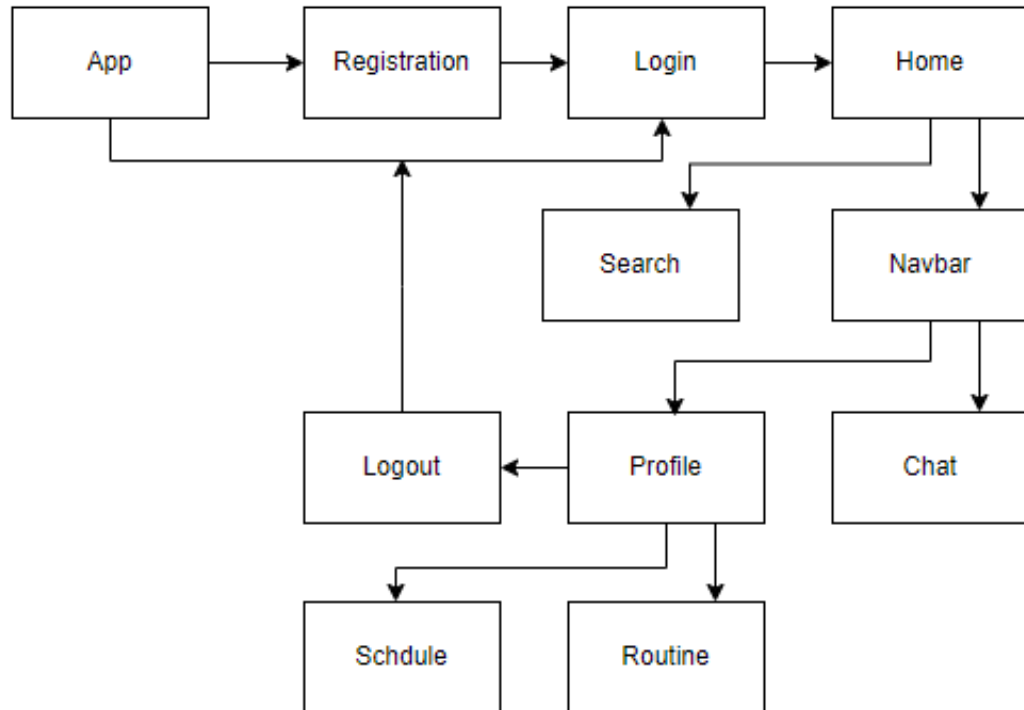 App
Registration
Login
Home
Search
Navbar
Logout
Profile
Chat
Schdule
Routine